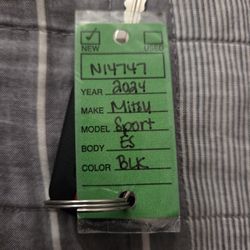 NEW USED
N14747
YEAR 2024
MAKE Mitsu
MODEL Sport
BODY ES
COLOR BLK